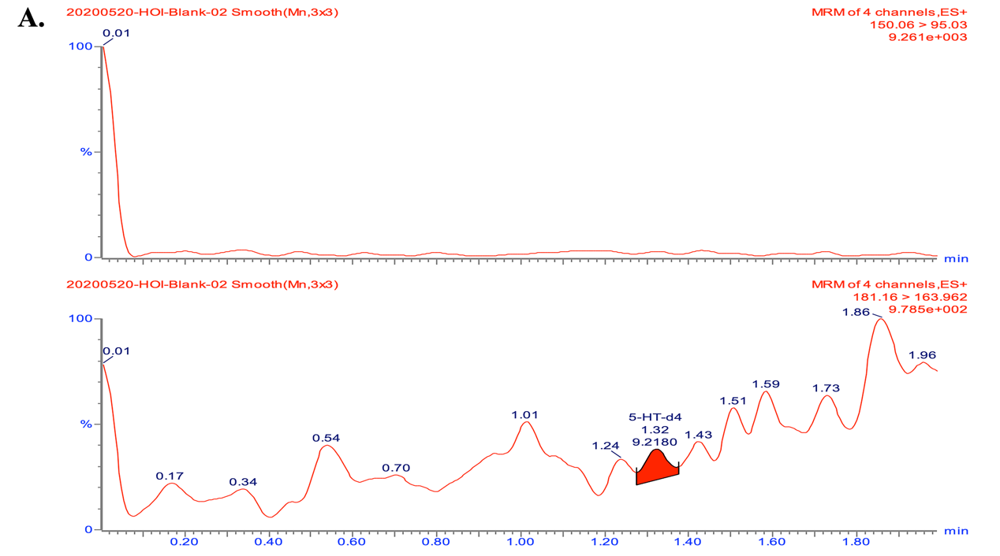 A.
20200520-HOI-Blank-02 Smooth(Mn,3x3)
MRM of 4 channels,ES+
150.06 > 95.03
9.261e+003
0.01
100
%
0
min
20200520-HOI-Blank-02 Smooth(Mn,3x3)
MRM of 4 channels,ES+
181.16 > 163.962
9.785e+002
1.86
100
0.01
1.96
1.59
1.73
1.51
5-HT-d4
1.32
9.2180
1.01
%
0.54
1.24
1.43
0.70
0.17
0.34
0
min
0.20 0.40 0.60 0.80 1.00 1.20 1.40 1.60 1.80